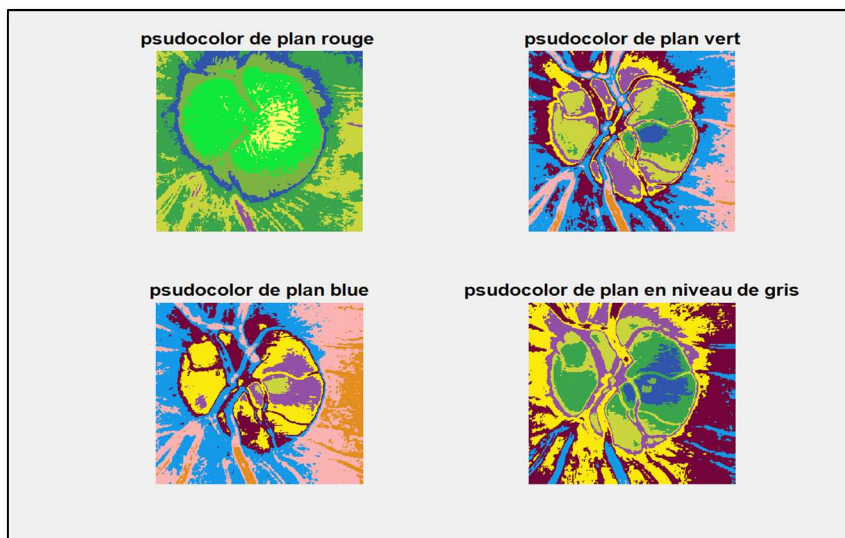 psudocolor de plan rouge
psudocolor de plan vert
psudocolor de plan blue
psudocolor de plan en niveau de gris